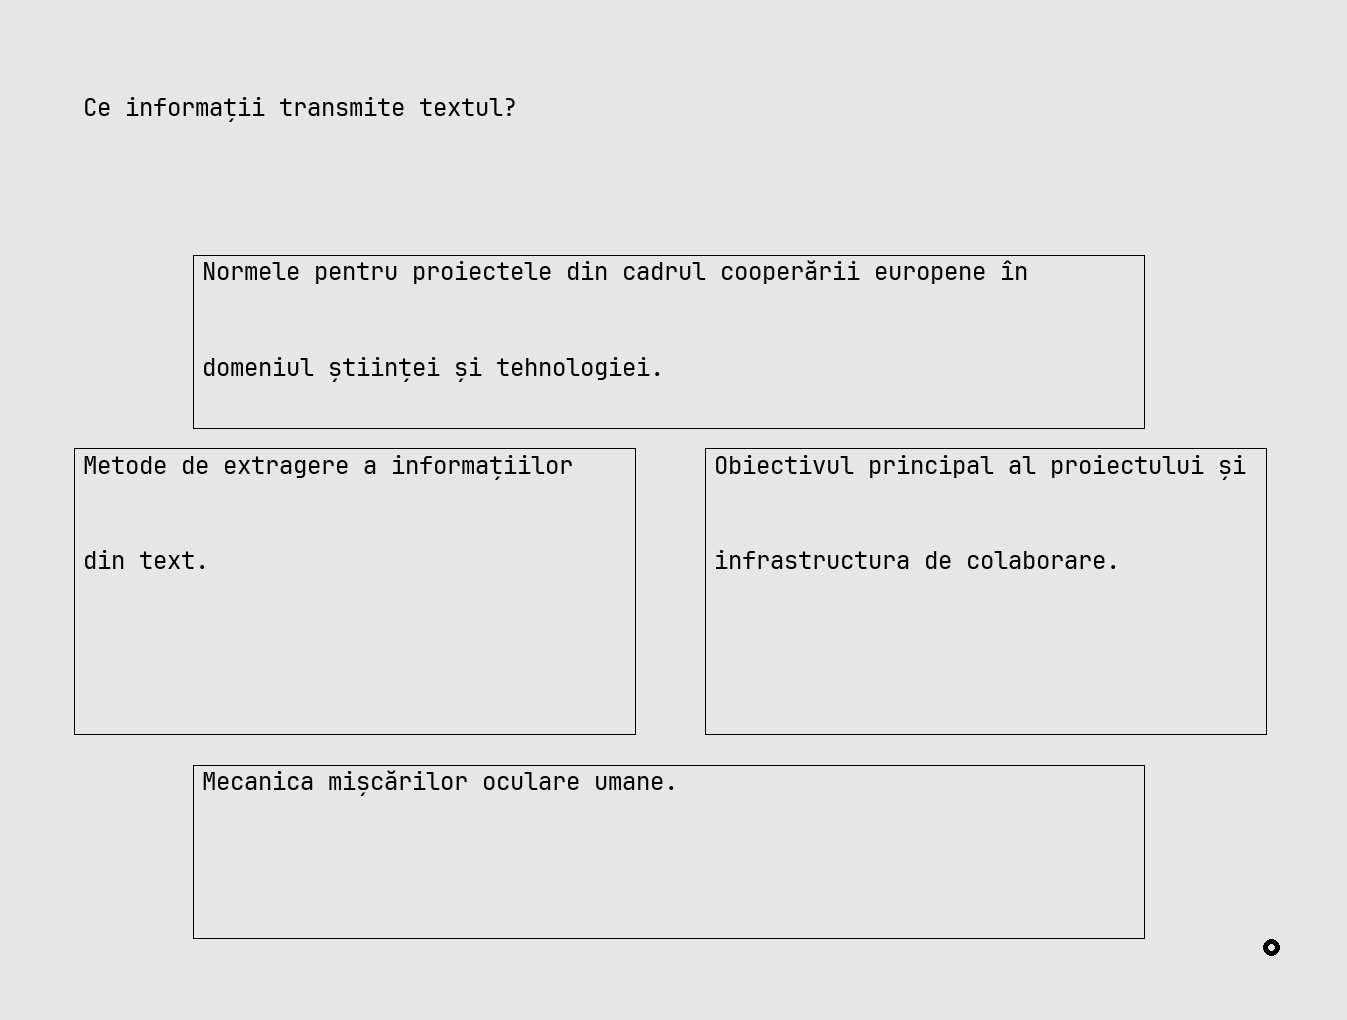 Ce informații transmite textul?
Normele pentru proiectele din cadrul cooperării europene în
domeniul științei și tehnologiei.
Metode de extragere a informațiilor
din text.
Obiectivul principal al proiectului și
infrastructura de colaborare.
Mecanica mișcărilor oculare umane.